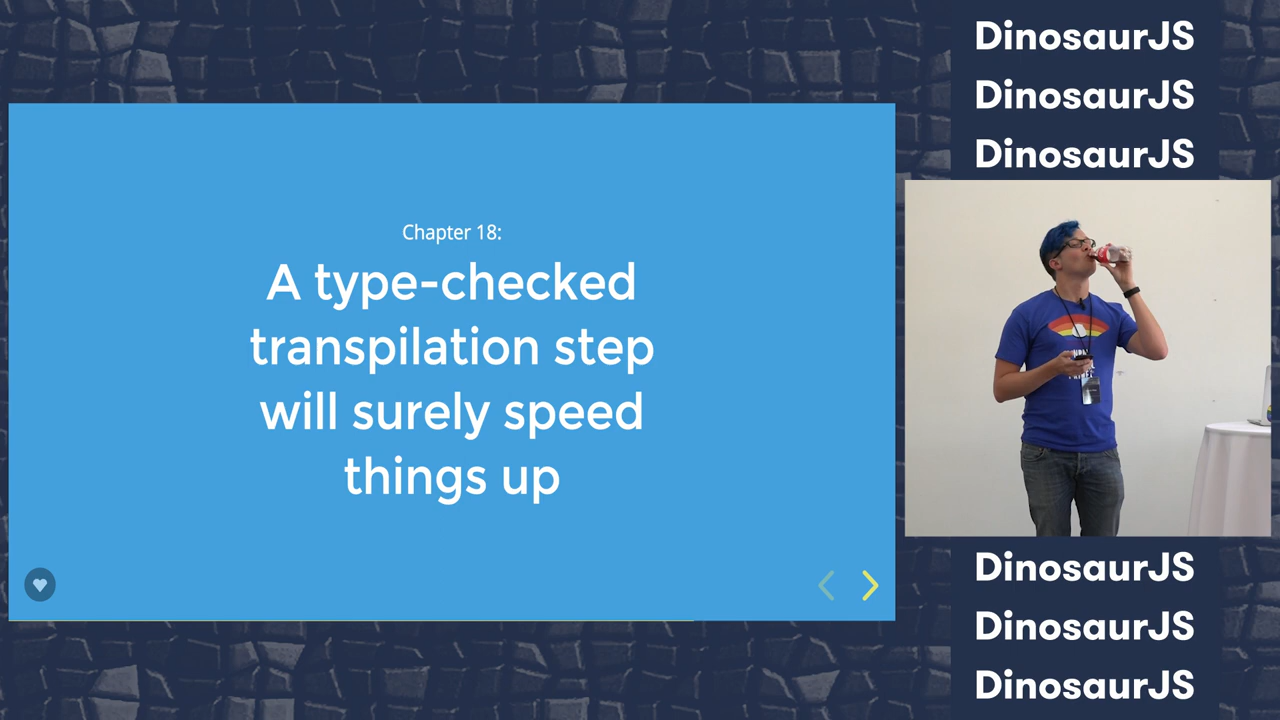 DinosaurJS
DinosaurJS
DinosaurJS
Chapter 18:
A type-checked
transpilation step
will surely speed
things up
DinosaurJS
DinosaurJS
DinosaurJS